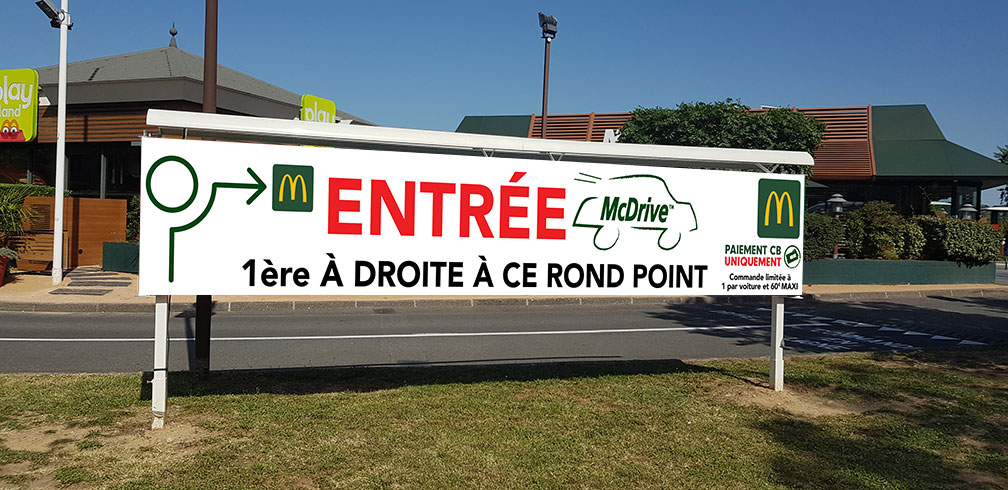 play
land
play
ENTRÉE
McDrive™
1ère À DROITE À CE ROND POINT
PAIEMENT CB
UNIQUEMENT
Commande limitée à
1 par voiture et 60€ MAXI